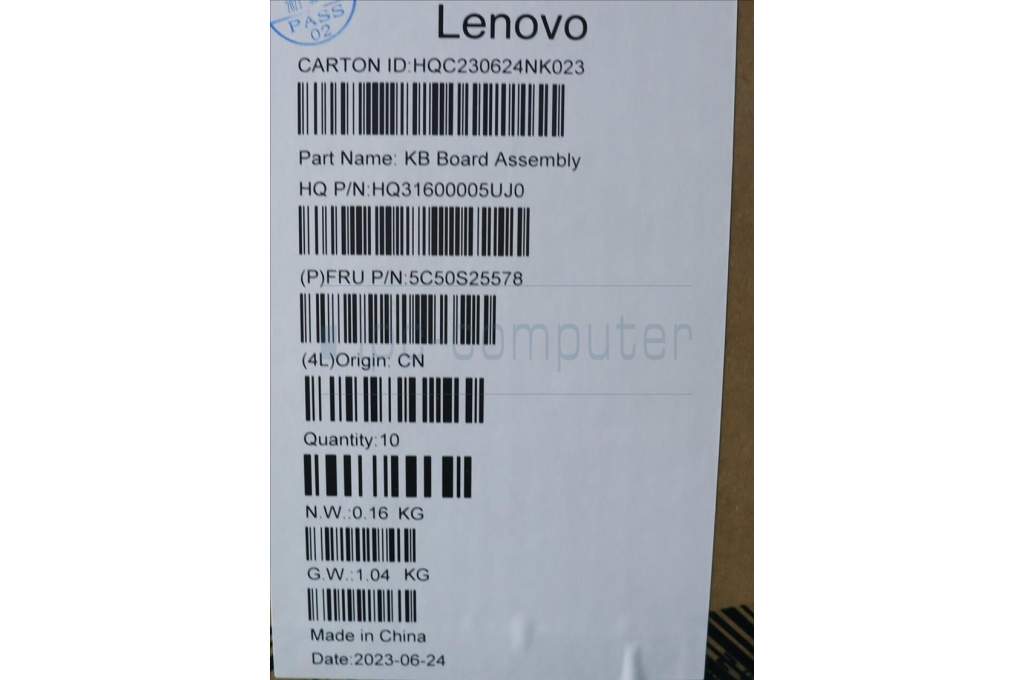 PASS
02
Lenovo
CARTON ID:HQC230624NK023
Part Name: KB Board Assembly
HQ P/N:HQ31600005UJ0
(P)FRU P/N:5C50S25578
computer
(4L)Origin: CN
Quantity:10
N.W.:0.16 KG
G.W.:1.04 KG
Made in China
Date:2023-06-24